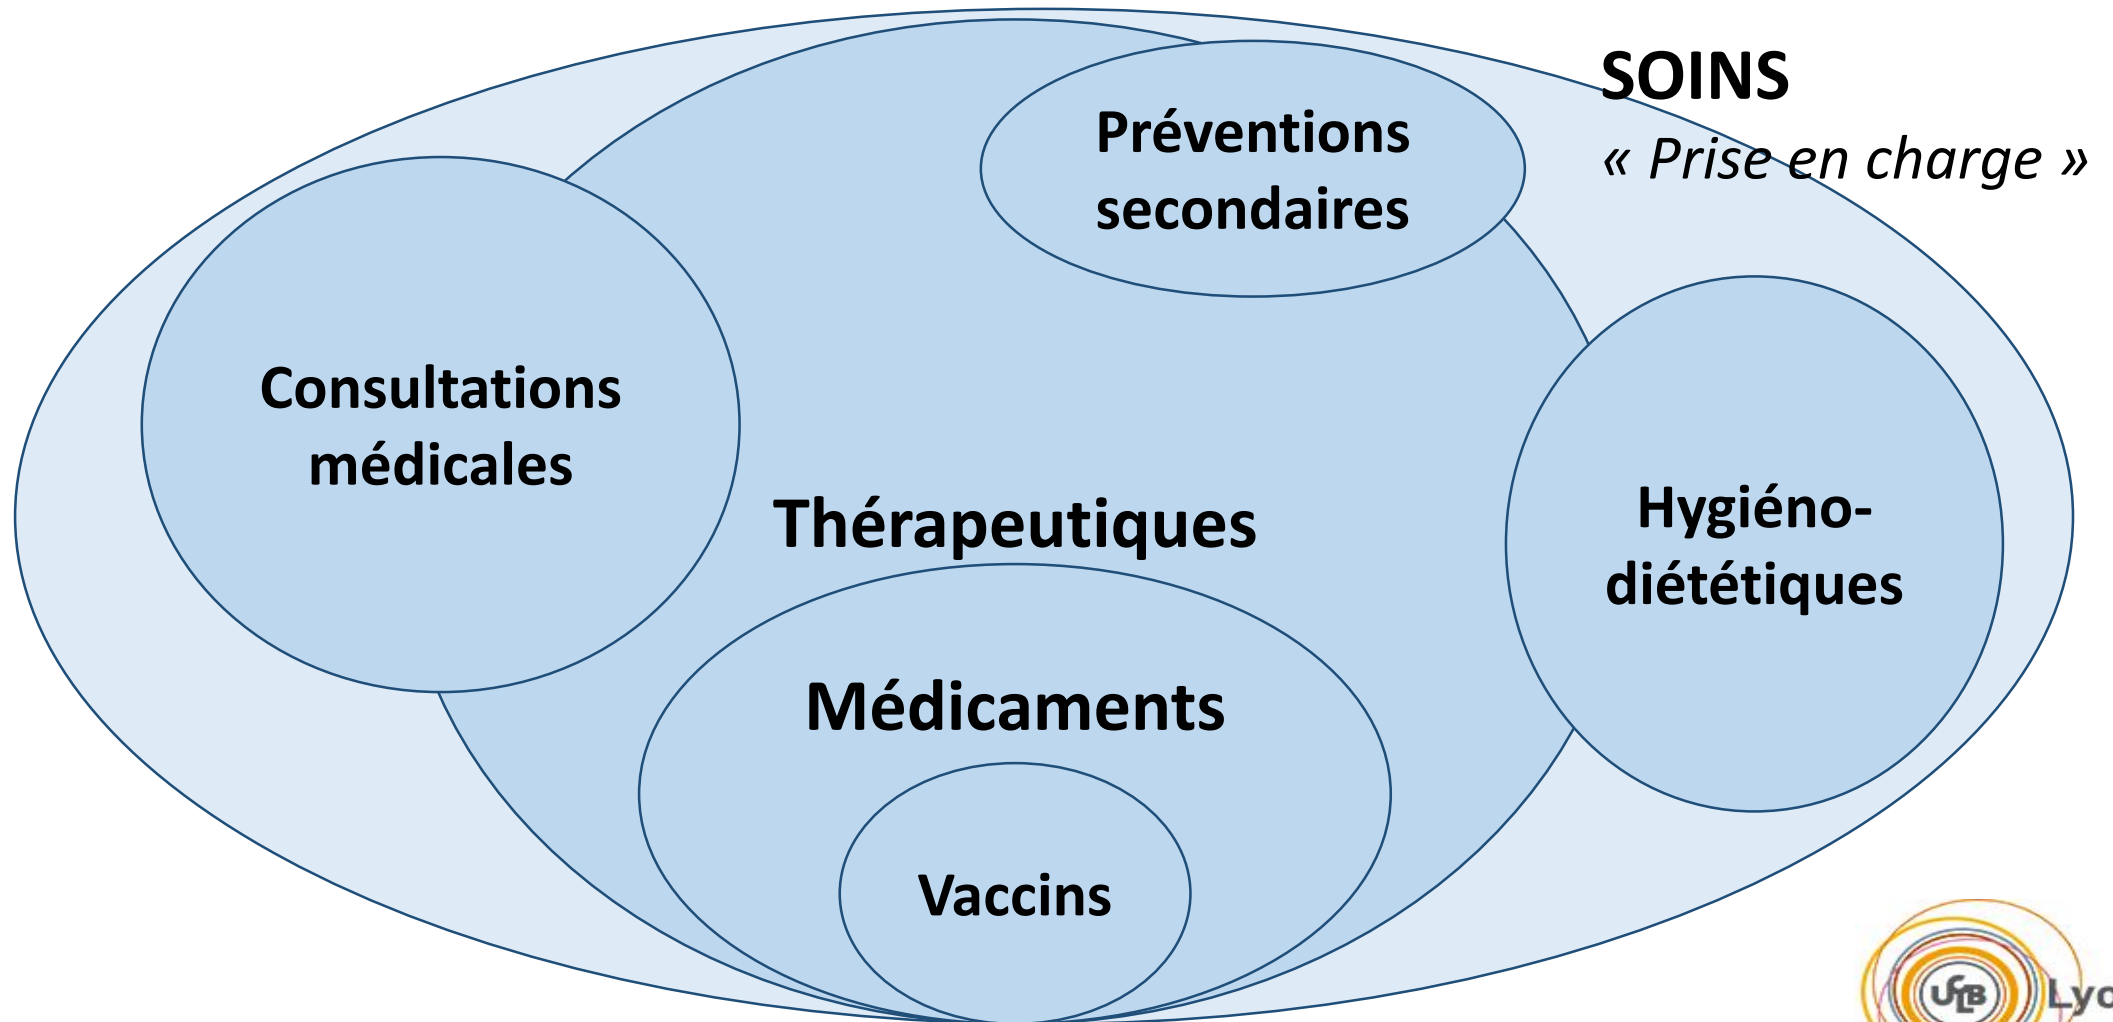 SOINS
« Prise en charge »
Préventions
secondaires
Consultations
médicales
Thérapeutiques
Hygiéno-
diététiques
Médicaments
Vaccins
UCB